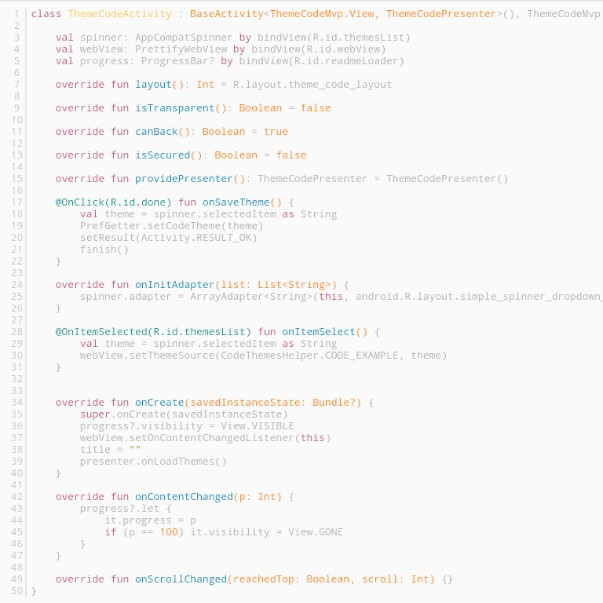 1 class ThemeCodeActivity : BaseActivity<ThemeCodeMvp.View, ThemeCodePresenter>(), ThemeCodeMvp
2
3 val spinner: AppCompatSpinner by bindView(R.id.themesList)
4 val webView: PrettifyWebView by bindView(R.id.webView)
5 val progress: ProgressBar? by bindView(R.id.readmeLoader)
6
7 override fun layout(): Int = R.layout.theme_code_layout
8
9 override fun isTransparent(): Boolean = false
10
11 override fun canBack(): Boolean = true
12
13 override fun isSecured(): Boolean = false
14
15 override fun providePresenter(): ThemeCodePresenter = ThemeCodePresenter()
16
17 @OnClick(R.id.done) fun onSaveTheme() {
18 val theme = spinner.selectedItem as String
19 PrefGetter.setCodeTheme(theme)
20 setResult(Activity.RESULT_OK)
21 finish()
22 }
23
24 override fun onInitAdapter(list: List<String>) {
25 spinner.adapter = ArrayAdapter<String>(this, android.R.layout.simple_spinner_dropdown_
26 }
27
28 @OnItemSelected(R.id.themesList) fun onItemSelect() {
29 val theme = spinner.selectedItem as String
30 webView.setThemeSource(CodeThemesHelper.CODE_EXAMPLE, theme)
31 }
32
33
34 override fun onCreate(savedInstanceState: Bundle?) {
35 super.onCreate(savedInstanceState)
36 progress?.visibility = View.VISIBLE
37 webView.setOnContentChangedListener(this)
38 title = ""
39 presenter.onLoadThemes()
40 }
41
42 override fun onContentChanged(p: Int) {
43 progress?.let {
44 it.progress = p
45 if (p == 100) it.visibility = View.GONE
46 }
47 }
48
49 override fun onScrollChanged(reachedTop: Boolean, scroll: Int) {}
50 }